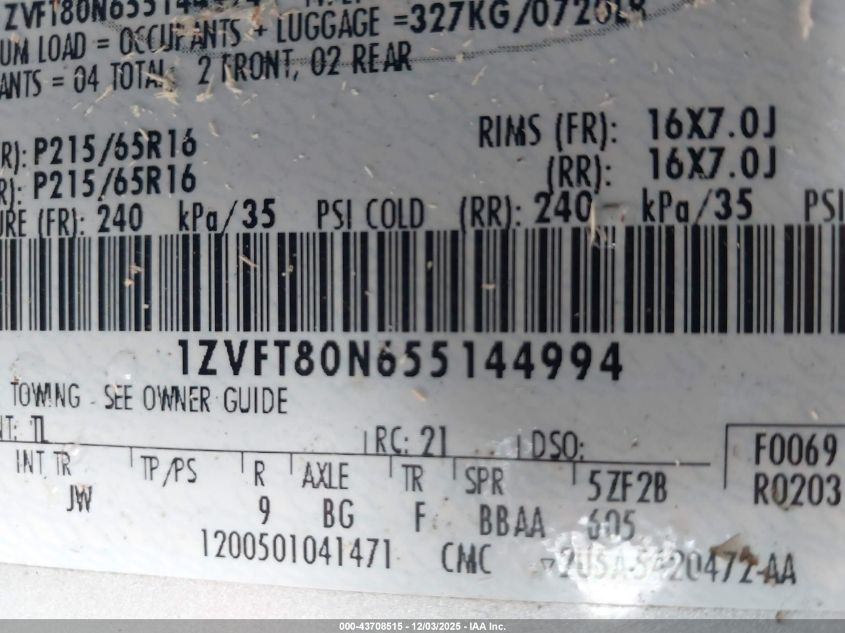 ZVFT80N655144994
UM LOAD = OCCUPANTS + LUGGAGE =327KG/0720LB
ANTS = 04 TOTAL: 2 FRONT, 02 REAR
R): P215/65R16 RIMS (FR): 16X7.0J
R): P215/65R16 (RR): 16X7.0J
URE (FR): 240 kPa/35 PSI COLD (RR): 240 kPa/35 PSI
1ZVFT80N655144994
TOWING - SEE OWNER GUIDE
NT: TL RC: 21 DSO: F0069
INT TR TP/PS R AXLE TR SPR 5ZF2B R0203
JW 9 BG F BBAA 605
1200501041471 CMC
000-43708515 - 12/03/2025 - IAA Inc.